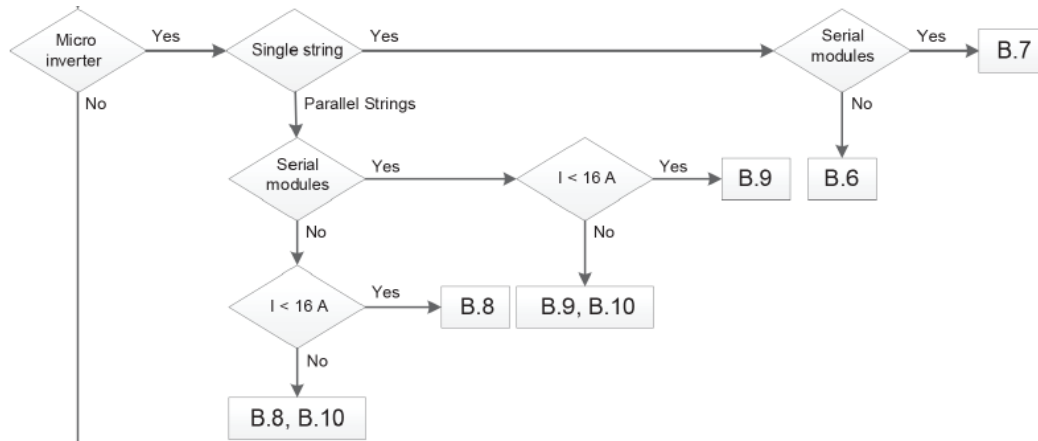 Micro
inverter
Yes
Single string
Yes
Serial
modules
Yes
B.7
No
Parallel Strings
No
Serial
modules
Yes
I < 16 A
Yes
B.9
B.6
No
No
I < 16 A
Yes
B.8
B.9, B.10
No
B.8, B.10